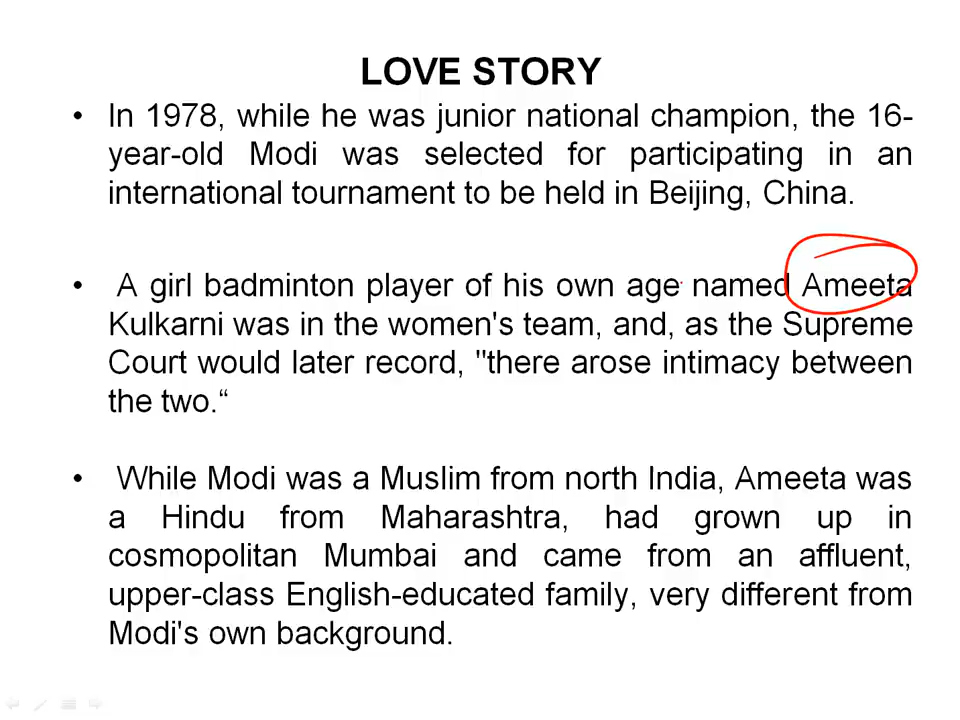 LOVE STORY
• In 1978, while he was junior national champion, the 16-
year-old Modi was selected for participating in an
international tournament to be held in Beijing, China.
• A girl badminton player of his own age named Ameeta
Kulkarni was in the women's team, and, as the Supreme
Court would later record, "there arose intimacy between
the two.“
• While Modi was a Muslim from north India, Ameeta was
a Hindu from Maharashtra, had grown up in
cosmopolitan Mumbai and came from an affluent,
upper-class English-educated family, very different from
Modi's own background.